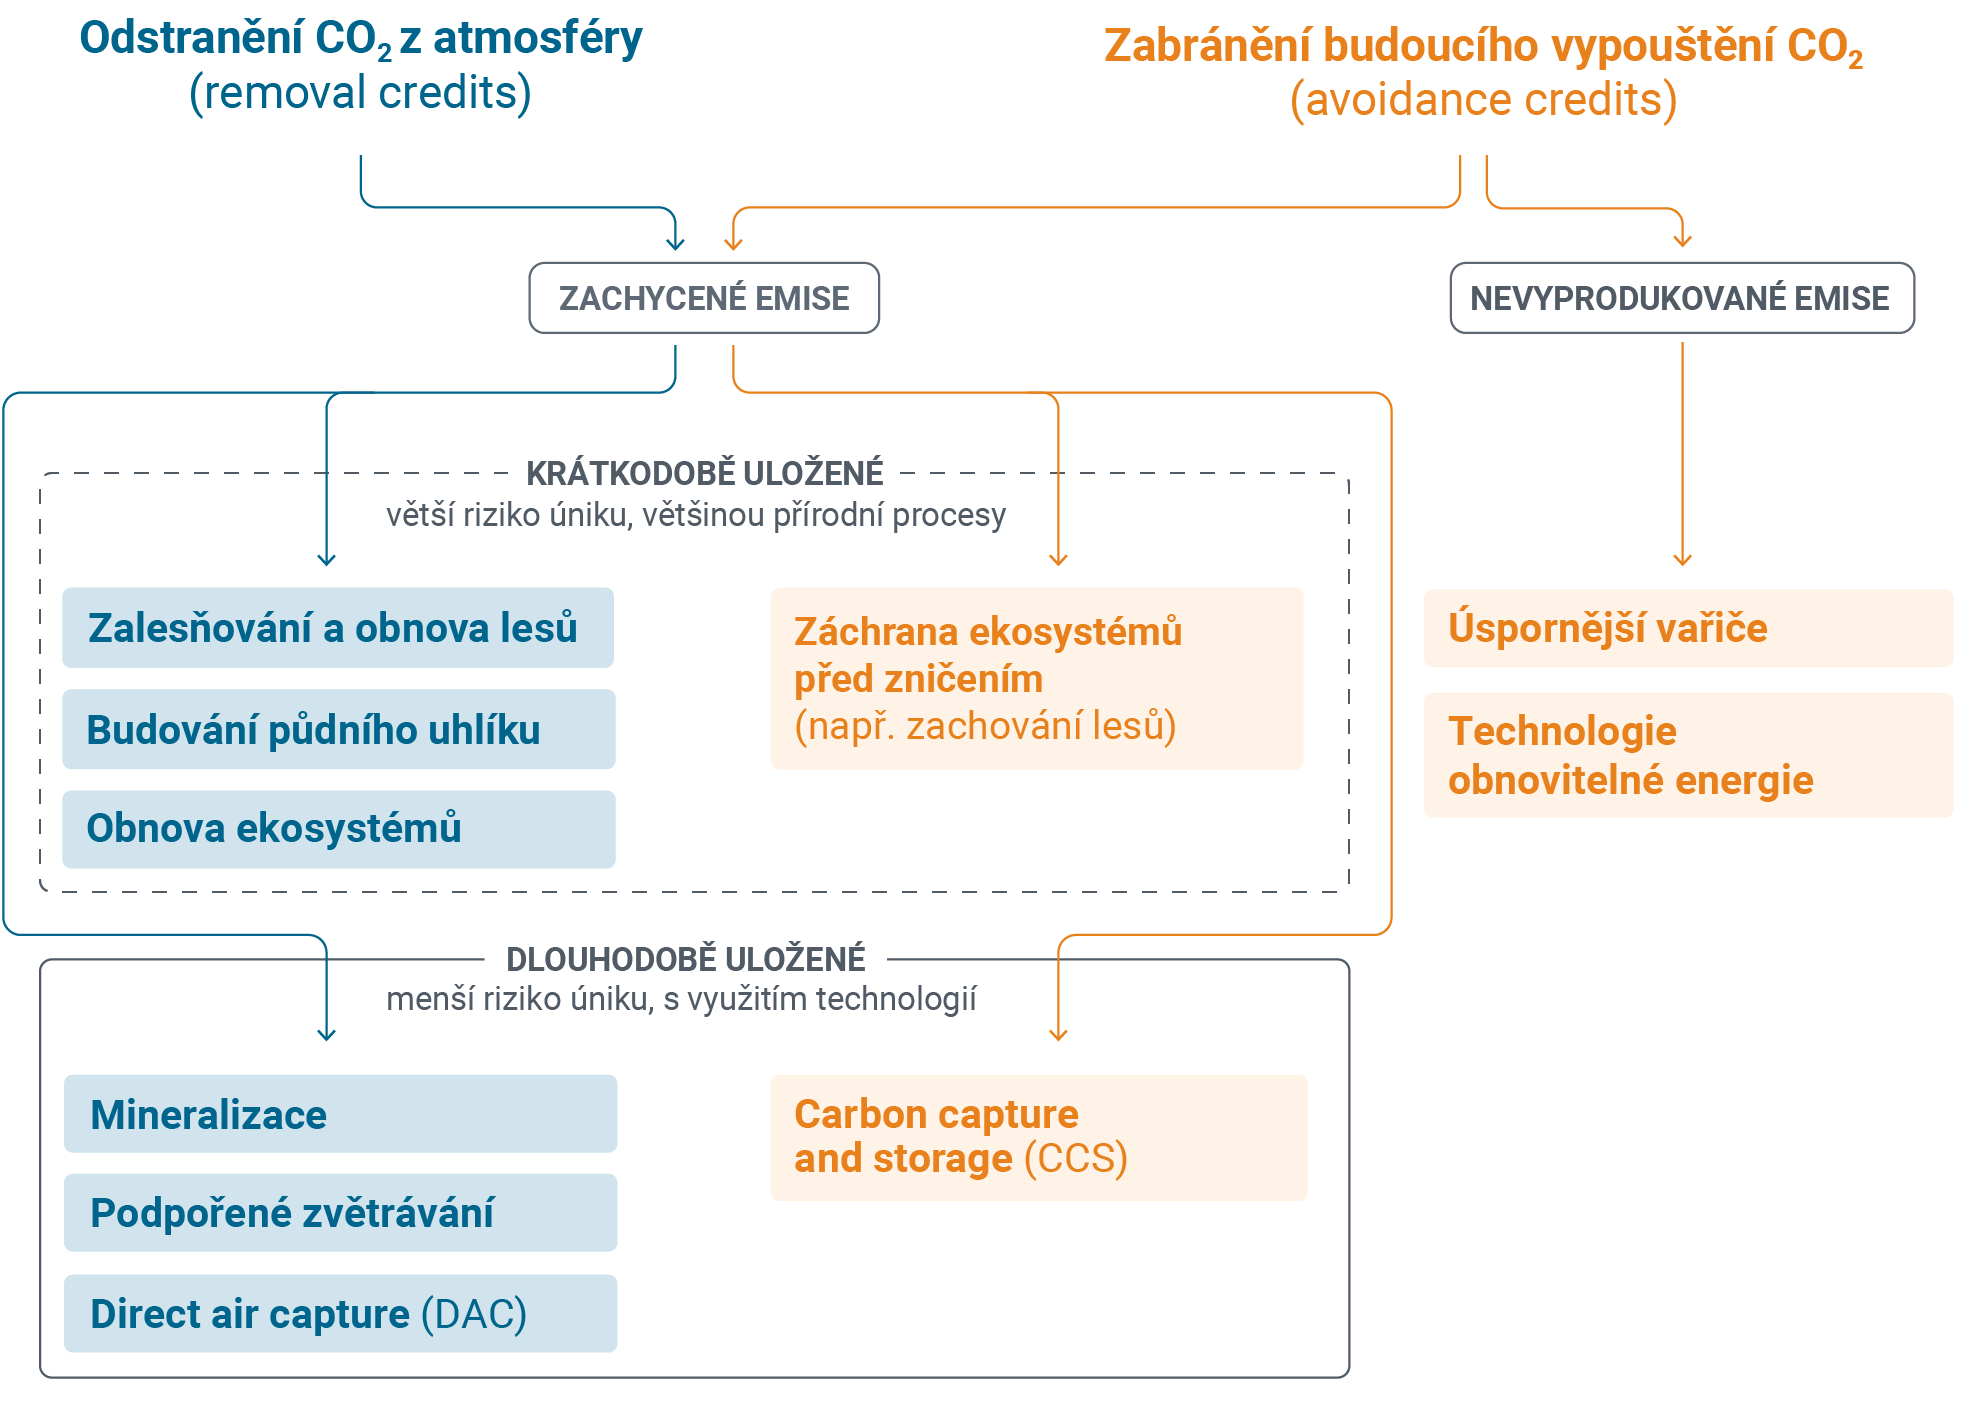 Odstranění CO₂ z atmosféry
(removal credits)
Zabránění budoucího vypouštění CO₂
(avoidance credits)
ZACHYCENÉ EMISE
NEVYPRODUKOVANÉ EMISE
KRÁTKODOBĚ ULOŽENÉ
větší riziko úniku, většinou přírodní procesy
Zalesňování a obnova lesů
Budování půdního uhlíku
Obnova ekosystémů
Záchrana ekosystémů
před zničením
(např. zachování lesů)
Úspornější vařiče
Technologie
obnovitelné energie
DLOUHODOBĚ ULOŽENÉ
menší riziko úniku, s využitím technologií
Mineralizace
Podpořené zvětrávání
Direct air capture (DAC)
Carbon capture
and storage (CCS)